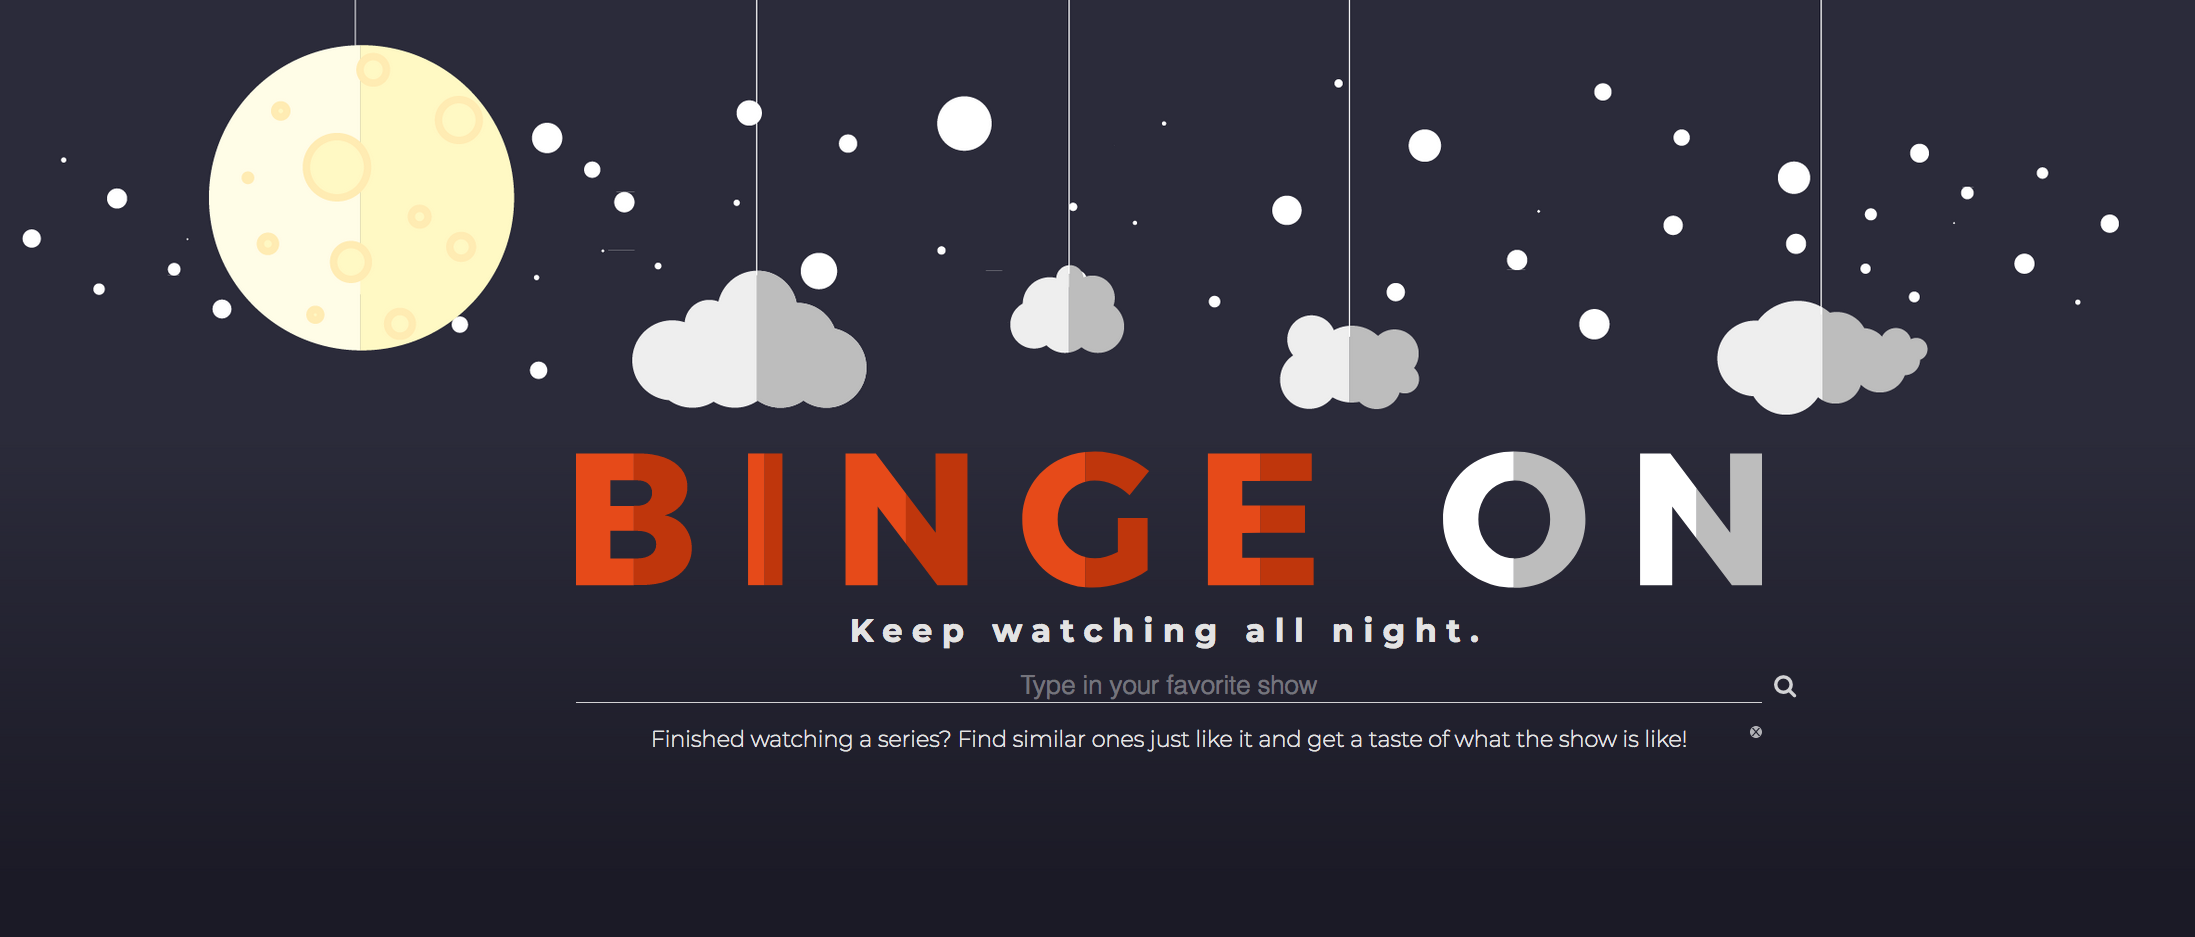 BINGE ON
Keep watching all night.
Type in your favorite show
Finished watching a series? Find similar ones just like it and get a taste of what the show is like!